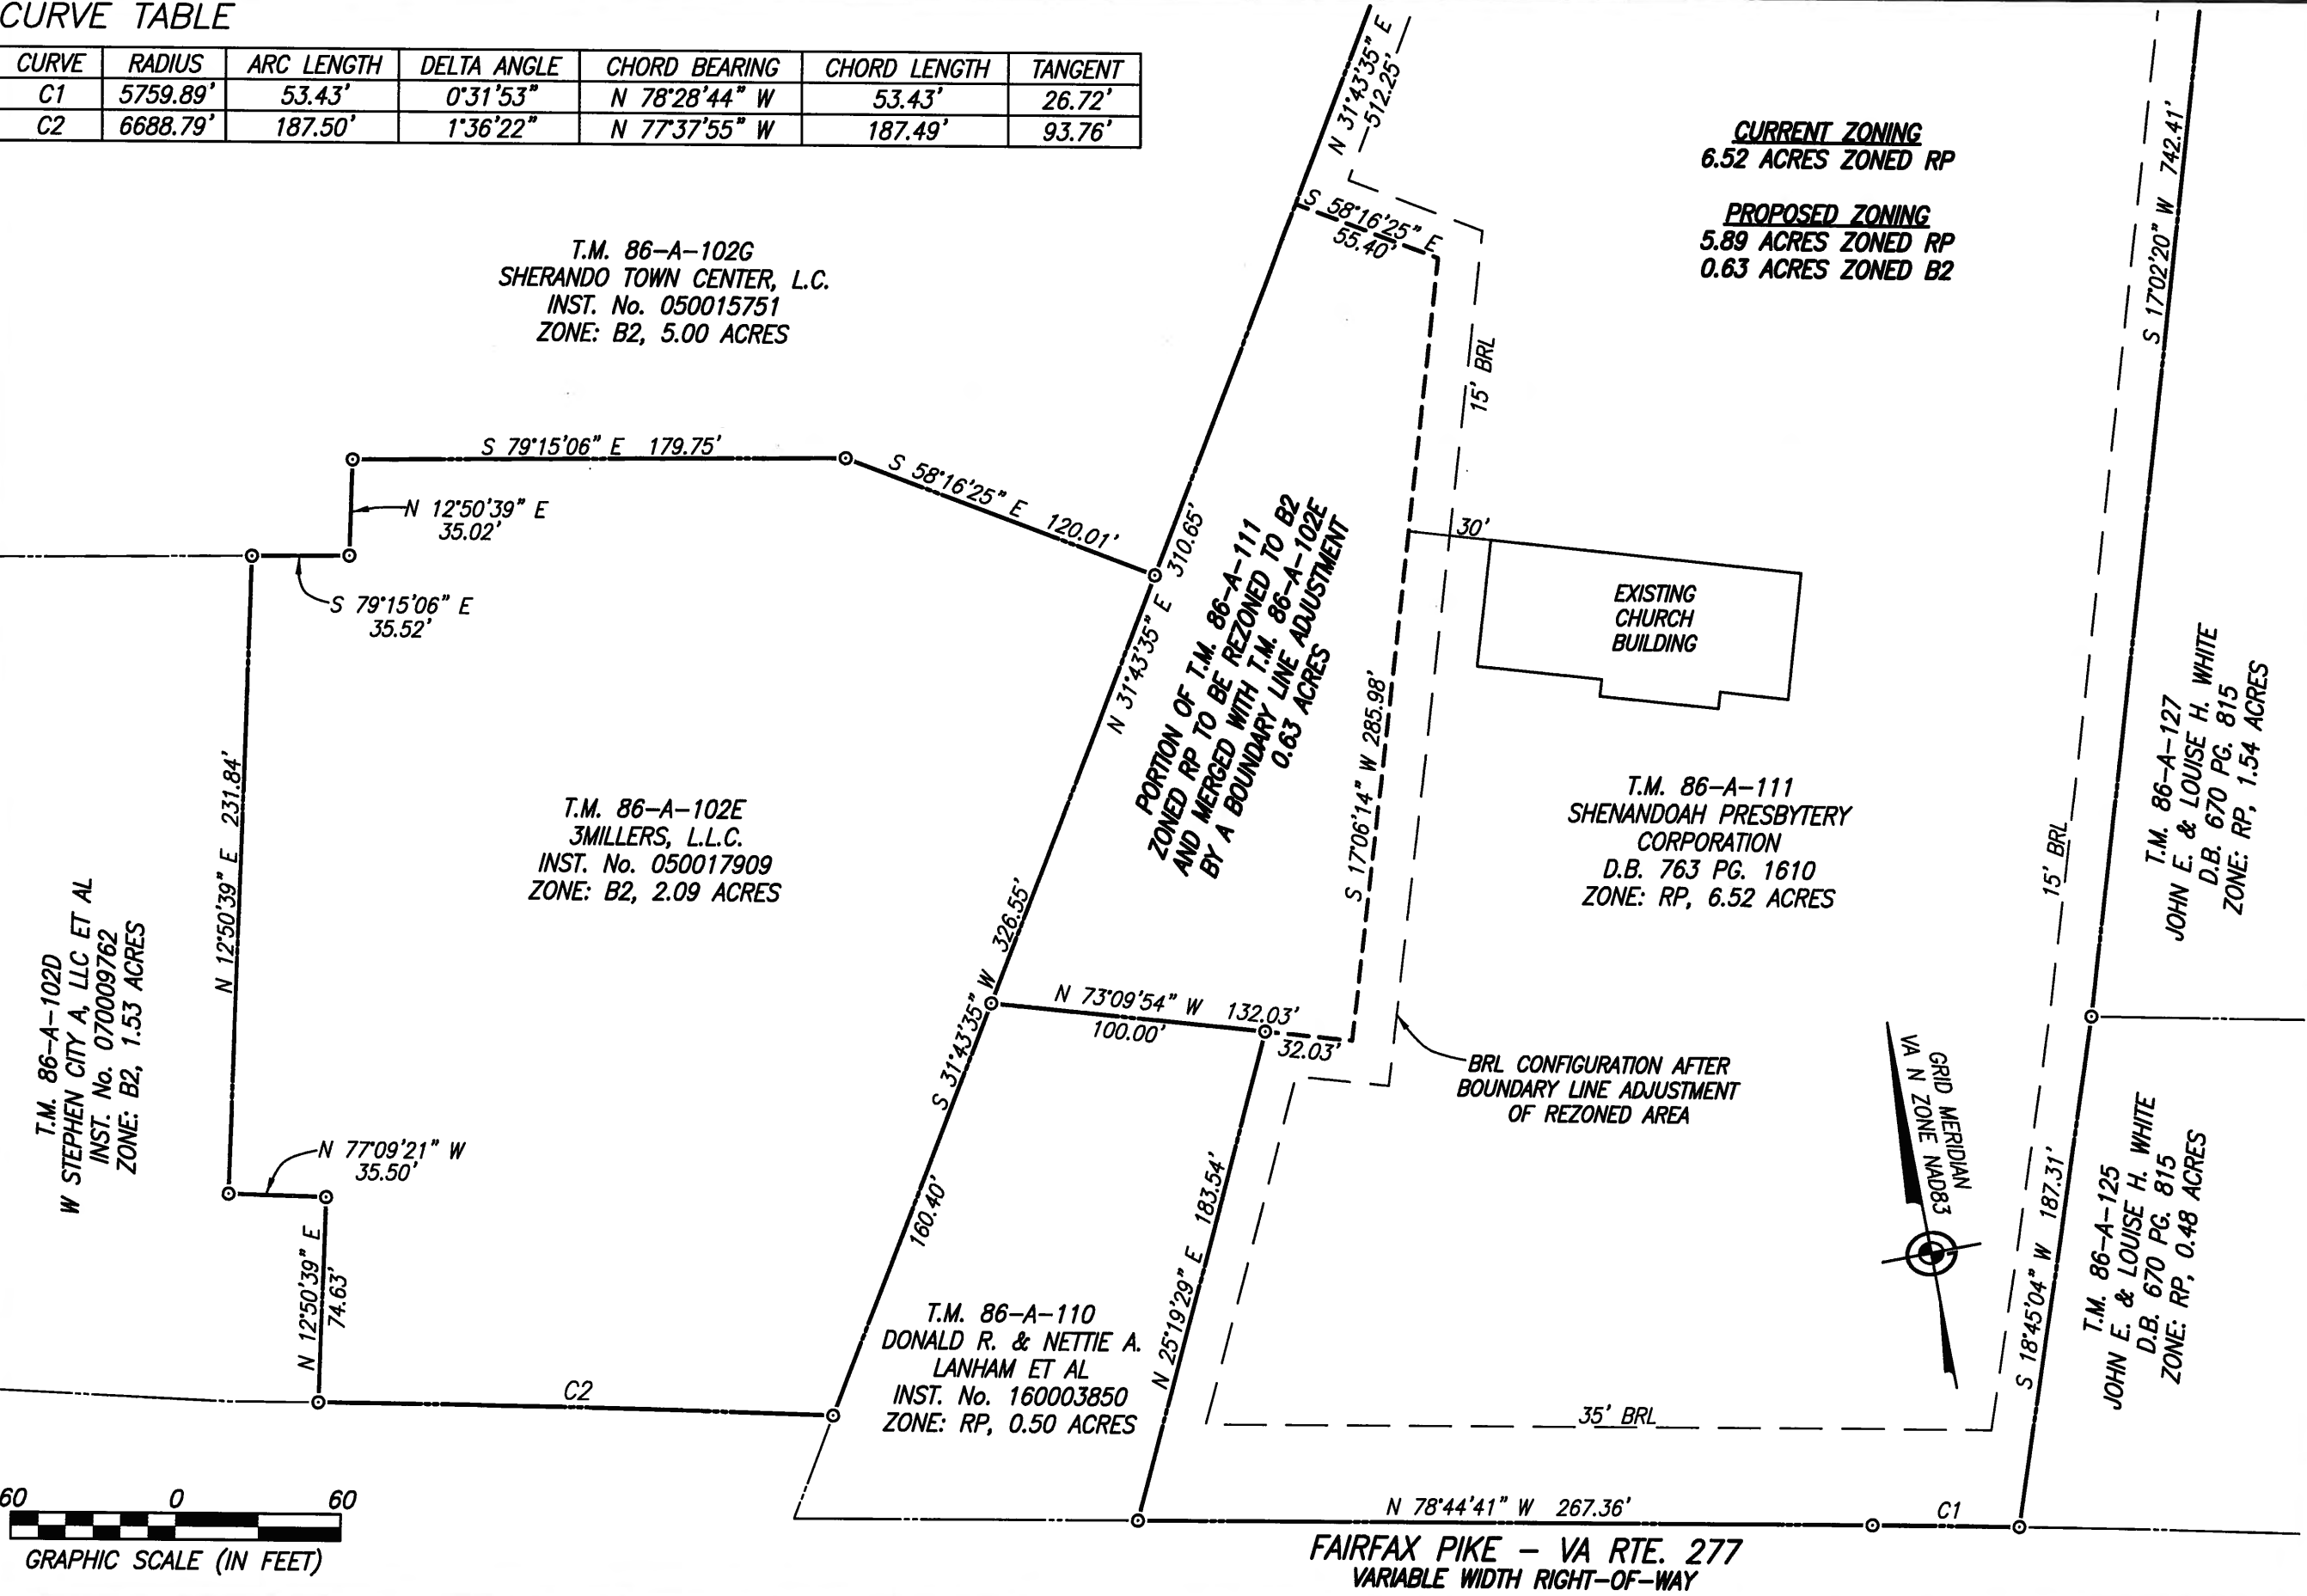 CURVE TABLE
CURVE RADIUS ARC LENGTH DELTA ANGLE CHORD BEARING CHORD LENGTH TANGENT
C1 5759.89' 53.43' 0°31'53" N 78°28'44" W 53.43' 26.72'
C2 6688.79' 187.50' 1°36'22" N 77°37'55" W 187.49' 93.76'
T.M. 86-A-102G
SHERANDO TOWN CENTER, L.C.
INST. No. 050015751
ZONE: B2, 5.00 ACRES
N 31°43'35" E
512.25'
S 58°16'25" E
55.40'
CURRENT ZONING
6.52 ACRES ZONED RP
PROPOSED ZONING
5.89 ACRES ZONED RP
0.63 ACRES ZONED B2
S 17°02'20" W 742.41'
15' BRL
S 79°15'06" E 179.75'
S 58°16'25" E 120.01'
N 12°50'39" E
35.02'
S 79°15'06" E
35.52'
N 31°43'35" E 310.65'
PORTION OF T.M. 86-A-111
ZONED RP TO BE REZONED TO B2
AND MERGED WITH T.M. 86-A-102E
BY A BOUNDARY LINE ADJUSTMENT
0.63 ACRES
30'
EXISTING
CHURCH
BUILDING
S 17°06'14" W 285.98'
N 12°50'39" E 231.84'
T.M. 86-A-102E
3MILLERS, L.L.C.
INST. No. 050017909
ZONE: B2, 2.09 ACRES
T.M. 86-A-111
SHENANDOAH PRESBYTERY
CORPORATION
D.B. 763 PG. 1610
ZONE: RP, 6.52 ACRES
15' BRL
T.M. 86-A-127
JOHN E. & LOUISE H. WHITE
D.B. 670 PG. 815
ZONE: RP, 1.54 ACRES
T.M. 86-A-102D
W STEPHEN CITY A, LLC ET AL
INST. No. 070009762
ZONE: B2, 1.53 ACRES
S 31°43'35" W 326.55'
N 73°09'54" W 132.03'
100.00'
32.03'
BRL CONFIGURATION AFTER
BOUNDARY LINE ADJUSTMENT
OF REZONED AREA
GRID MERIDIAN
VA N ZONE NAD83
N 77°09'21" W
35.50'
N 12°50'39" E
74.63'
160.40'
N 25°19'29" E 183.54'
S 18°45'04" W 187.31'
T.M. 86-A-125
JOHN E. & LOUISE H. WHITE
D.B. 670 PG. 815
ZONE: RP, 0.48 ACRES
C2
T.M. 86-A-110
DONALD R. & NETTIE A.
LANHAM ET AL
INST. No. 160003850
ZONE: RP, 0.50 ACRES
35' BRL
60 0 60
GRAPHIC SCALE (IN FEET)
N 78°44'41" W 267.36'
C1
FAIRFAX PIKE - VA RTE. 277
VARIABLE WIDTH RIGHT-OF-WAY